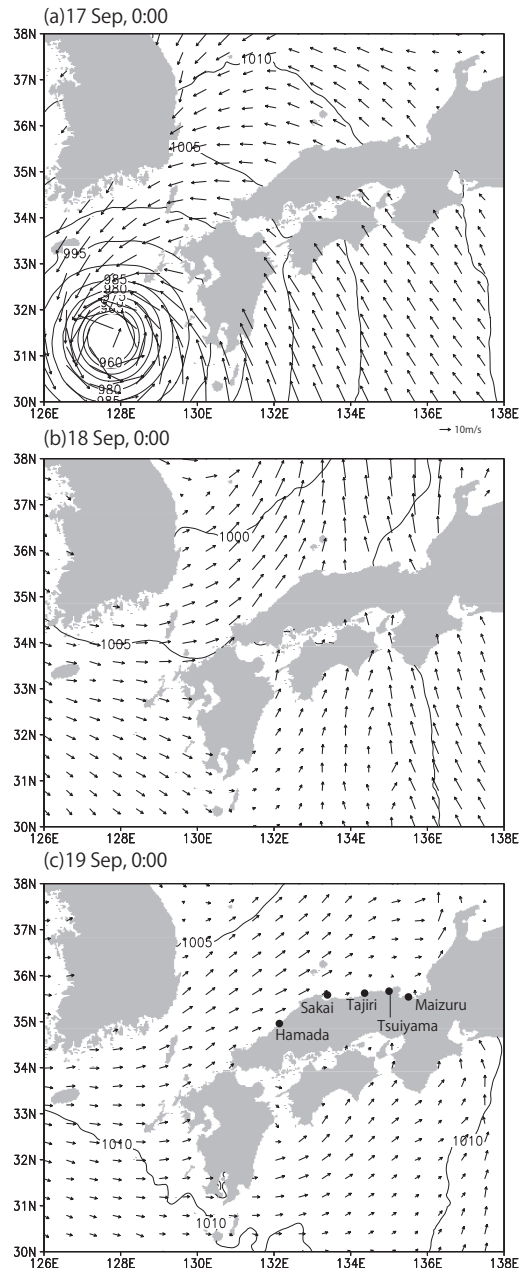 (a)17 Sep, 0:00
38N
1010
37N
36N
1005
35N
34N
995
33N
985
980
975
32N
31N
960
980
985
30N
126E 128E 130E 132E 134E 136E 138E
10m/s
(b)18 Sep, 0:00
38N
37N
1000
36N
35N
1005
34N
33N
32N
31N
30N
126E 128E 130E 132E 134E 136E 138E
(c)19 Sep, 0:00
38N
37N
1005
36N
Sakai Tajiri Maizuru
Tsuiyama
35N
Hamada
34N
33N
1010 1010
32N
31N
1010
30N
126E 128E 130E 132E 134E 136E 138E